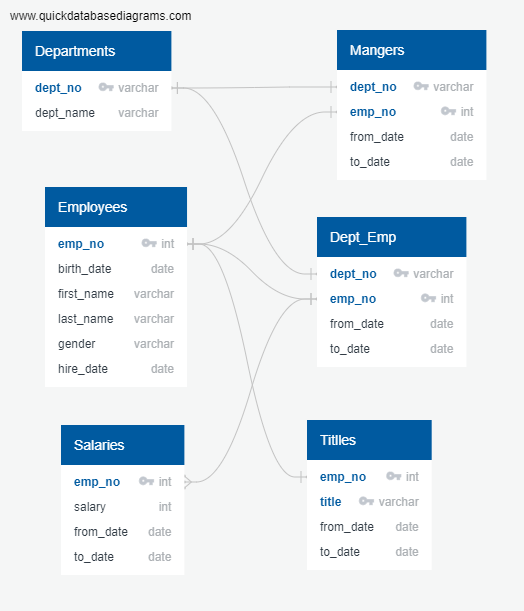 www.quickdatabasediagrams.com
Departments
dept_no varchar
dept_name varchar
Mangers
dept_no varchar
emp_no int
from_date date
to_date date
Employees
emp_no int
birth_date date
first_name varchar
last_name varchar
gender varchar
hire_date date
Dept_Emp
dept_no varchar
emp_no int
from_date date
to_date date
Salaries
emp_no int
salary int
from_date date
to_date date
Titlles
emp_no int
title varchar
from_date date
to_date date